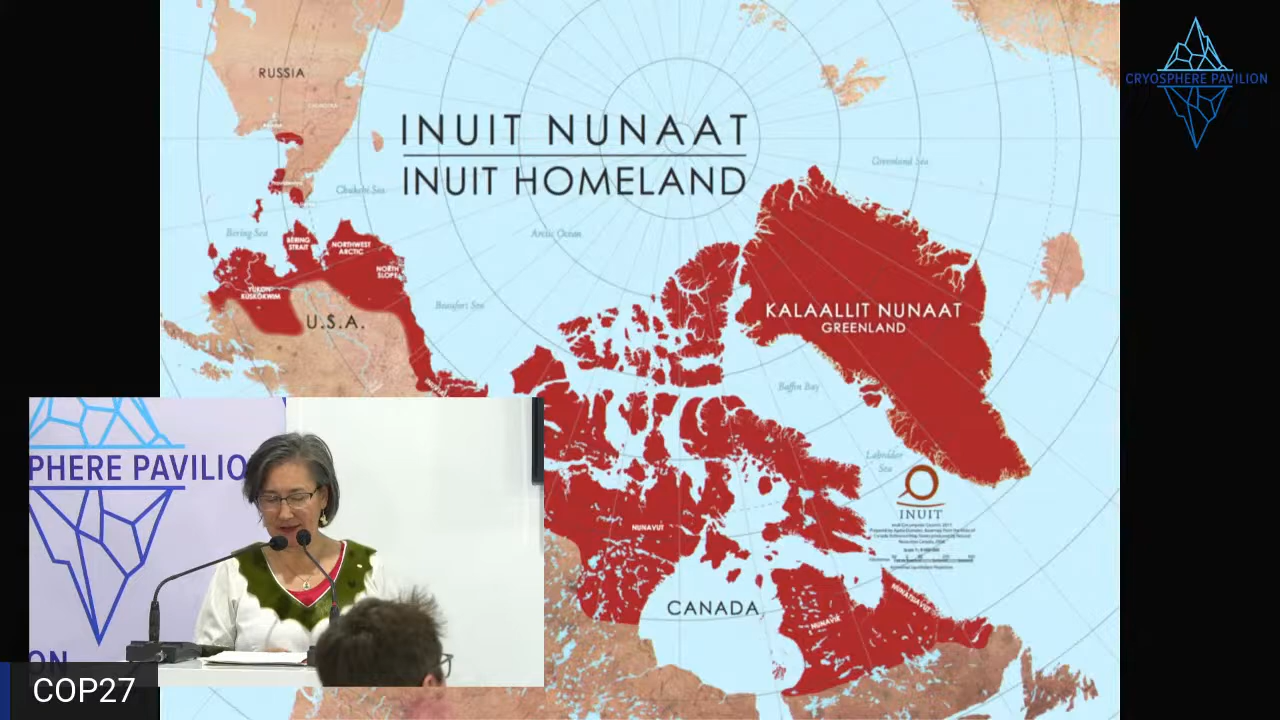 RUSSIA
INUIT NUNAAT
INUIT HOMELAND
Greenland Sea
Chukchi Sea
Bering Sea
Arctic Ocean
BERING
STRAIT
NORTHWEST
ARCTIC
NORTH
SLOPE
YUKON
KUSKOKWIM
U.S.A.
Beaufort Sea
KALAALLIT NUNAAT
GREENLAND
Baffin Bay
Labrador
Sea
INUIT
NUNAVUT
CANADA
NUNAVIK
NUNATSIAVUT
CRYOSPHERE PAVILION
PHERE PAVILIO
ON
COP27